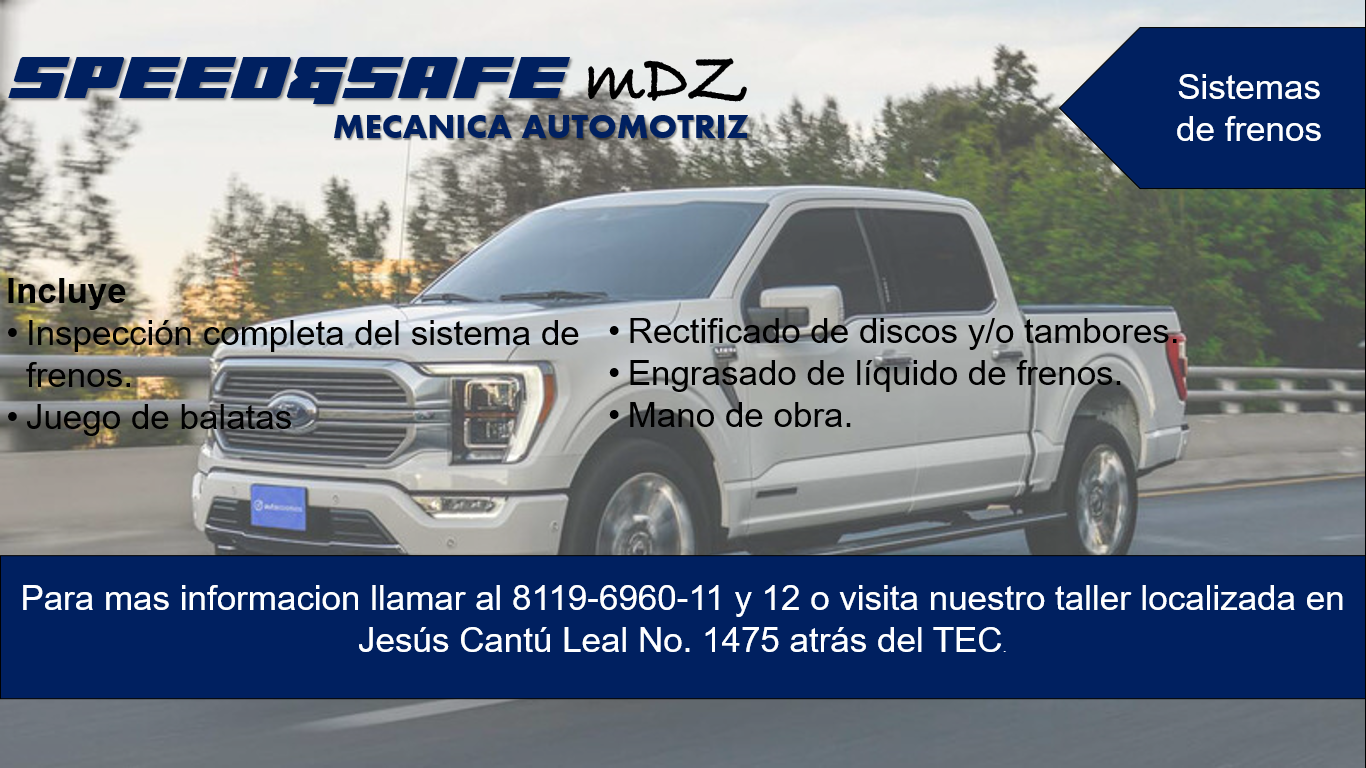 SPEED&SAFE mDZ
MECANICA AUTOMOTRIZ
Sistemas
de frenos
Incluye
• Inspección completa del sistema de
frenos.
• Juego de balatas
• Rectificado de discos y/o tambores.
• Engrasado de líquido de frenos.
• Mano de obra.
Para mas informacion llamar al 8119-6960-11 y 12 o visita nuestro taller localizada en
Jesús Cantú Leal No. 1475 atrás del TEC.